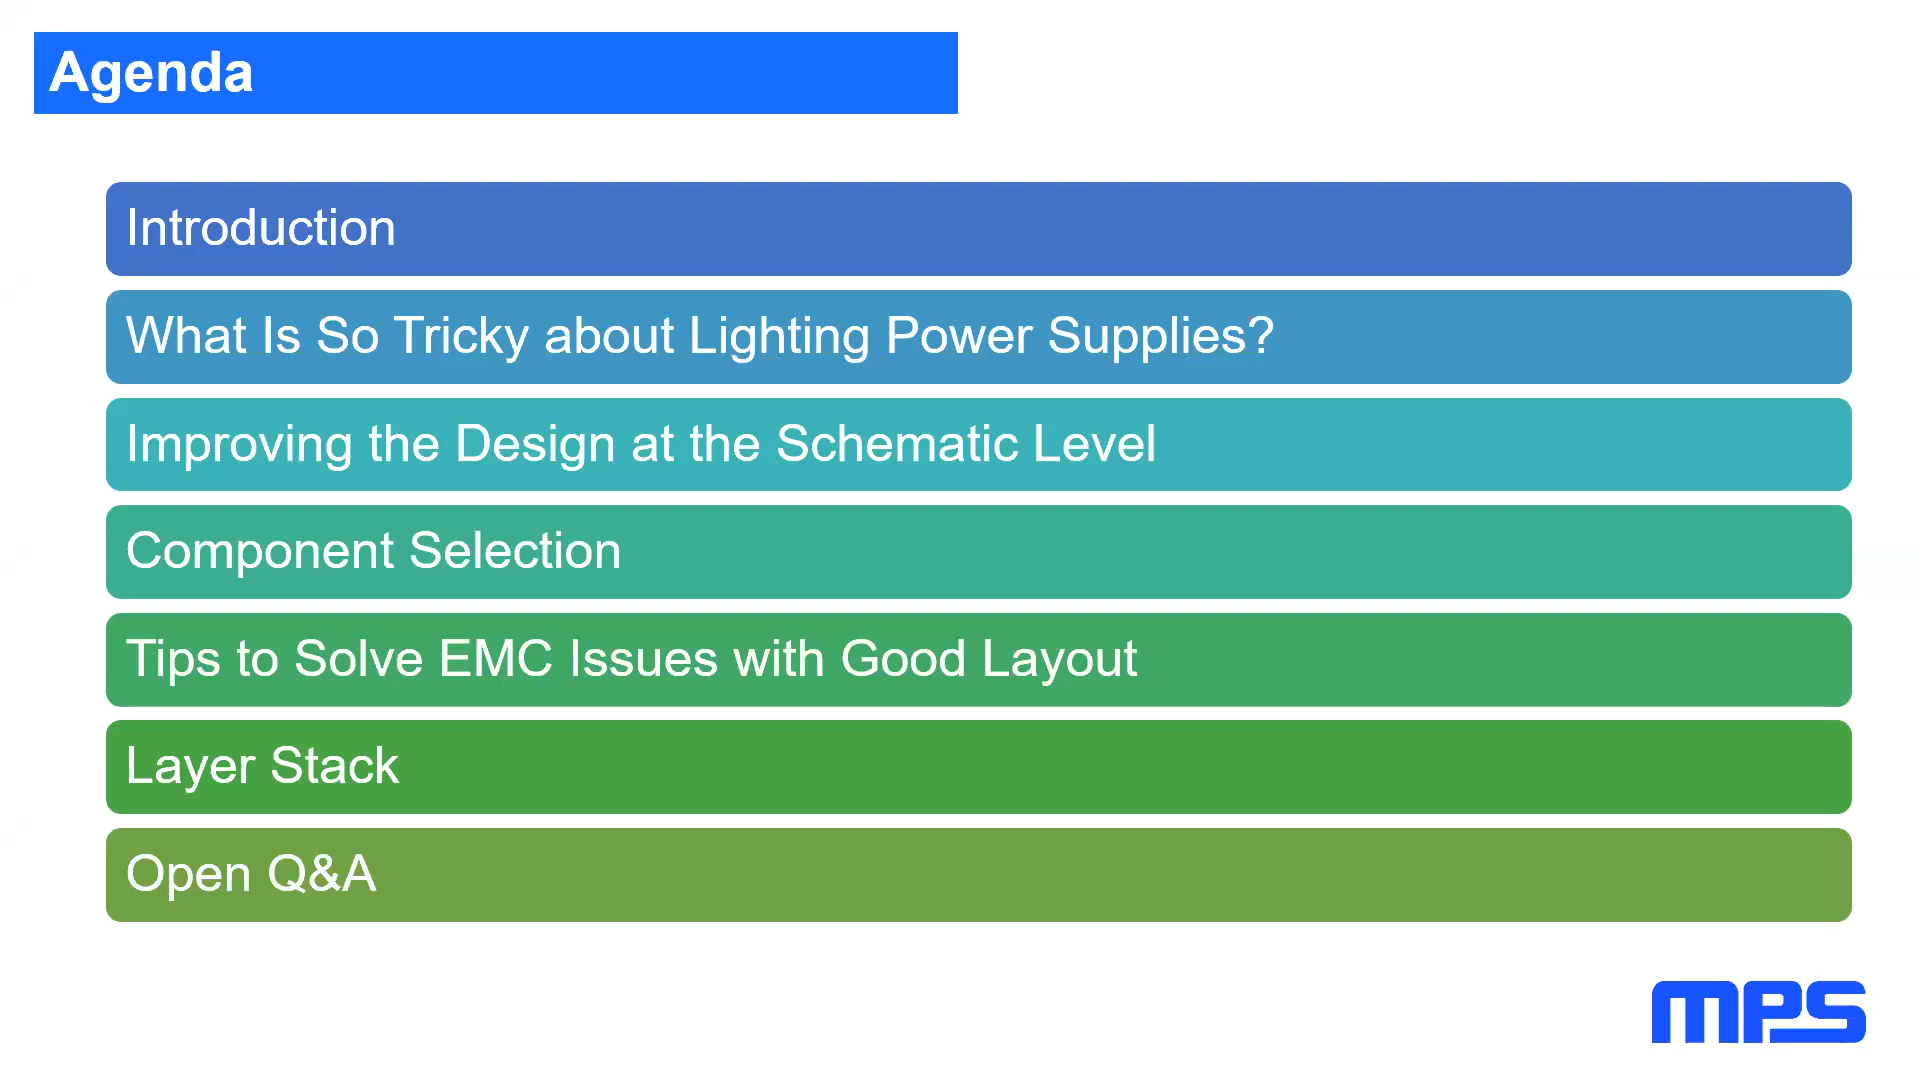 Agenda
Introduction
What Is So Tricky about Lighting Power Supplies?
Improving the Design at the Schematic Level
Component Selection
Tips to Solve EMC Issues with Good Layout
Layer Stack
Open Q&A
MPS